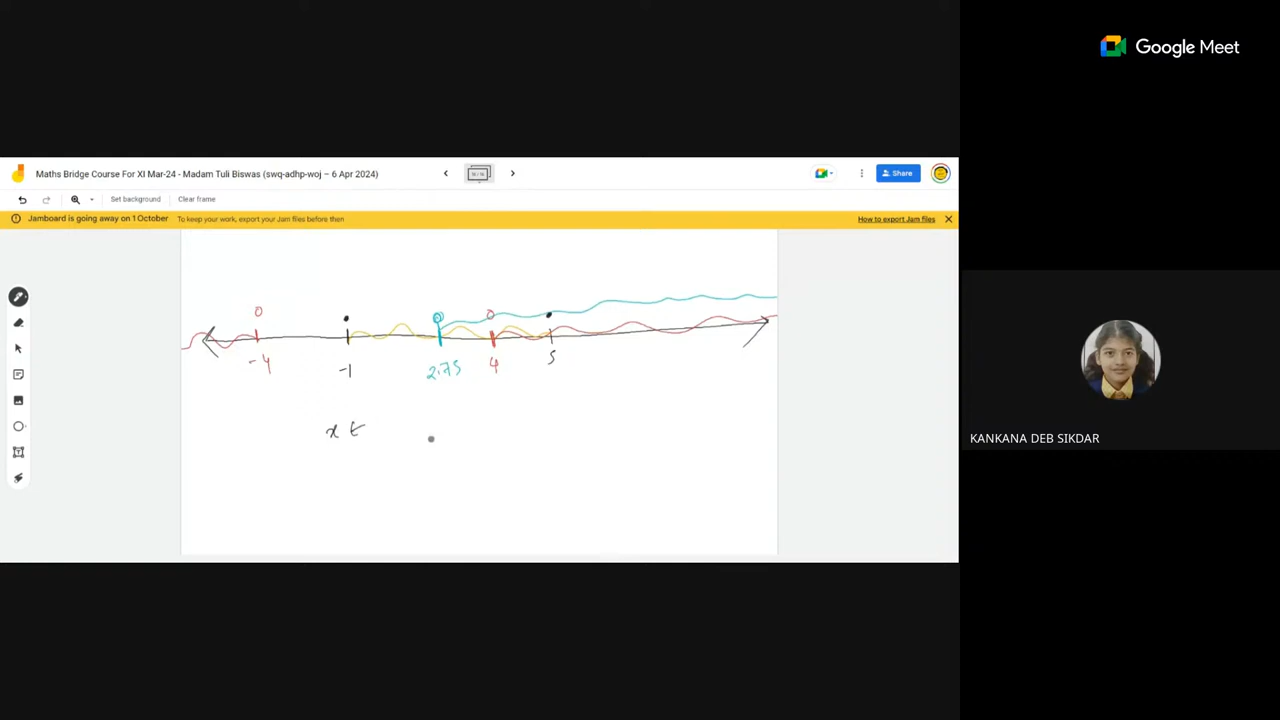 Google Meet
Maths Bridge Course For XI Mar-24 - Madam Tuli Biswas (swq-adhp-woj – 6 Apr 2024)
Share
Set background
Clear frame
Jamboard is going away on 1 October To keep your work, export your Jam files before then
How to export Jam files
-4 -1 2.75 4 5
x ∈
KANKANA DEB SIKDAR